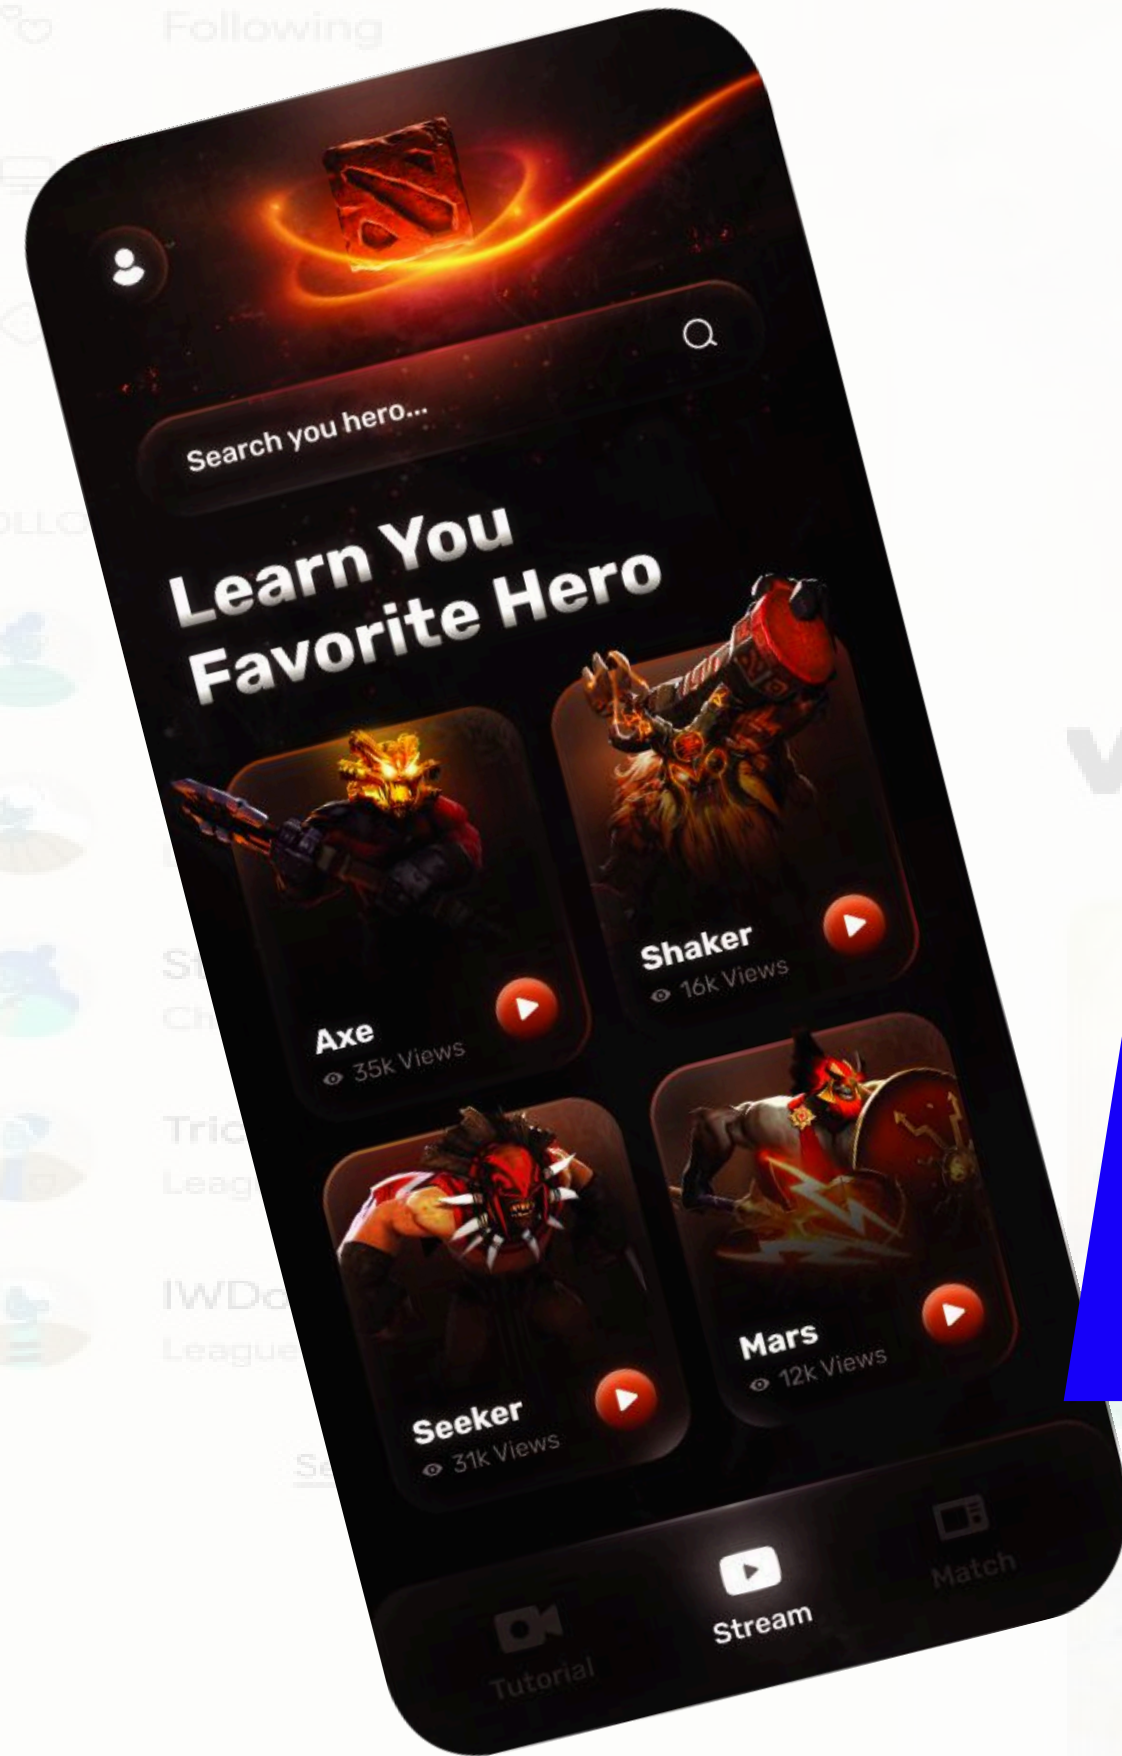 Following
Search you hero...
Learn You
Favorite Hero
Axe
35k Views
Shaker
16k Views
Seeker
31k Views
Mars
12k Views
Tutorial
Stream
Match